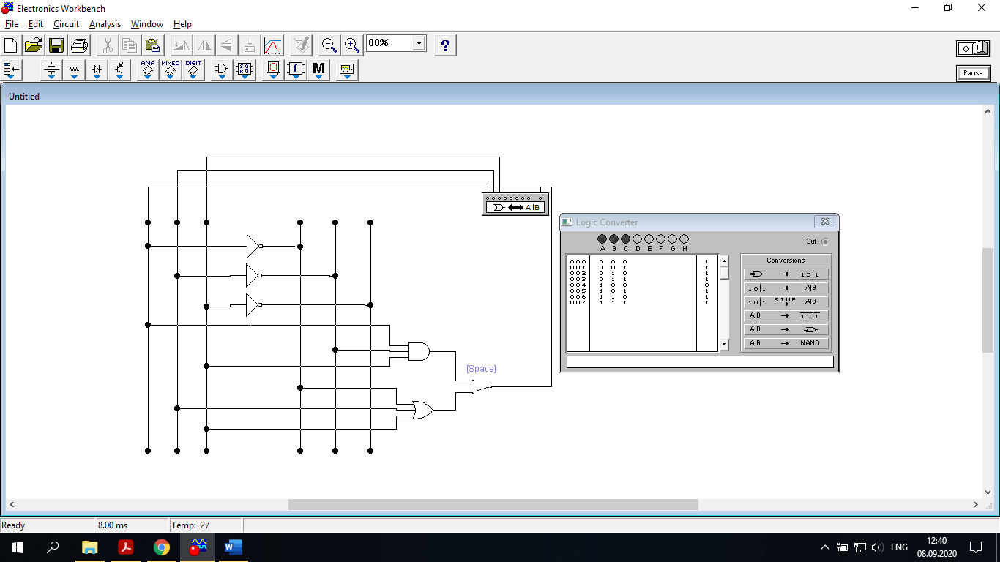 Electronics Workbench
File Edit Circuit Analysis Window Help
80% ?
ANA MIXED DIGIT
f M
O I
Pause
Untitled
A|B
[Space]
Logic Converter
Out
A B C D E F G H
000 0 0 0 1
001 0 0 1 1
002 0 1 0 1
003 0 1 1 1
004 1 0 0 0
005 1 0 1 1
006 1 1 0 1
007 1 1 1 1
Conversions
→ 1 0 | 1
1 0 | 1 → A|B
1 0 | 1 SIMP → A|B
A|B → 1 0 | 1
A|B →
A|B → NAND
Ready 8.00 ms Temp: 27
ENG
12:40
08.09.2020